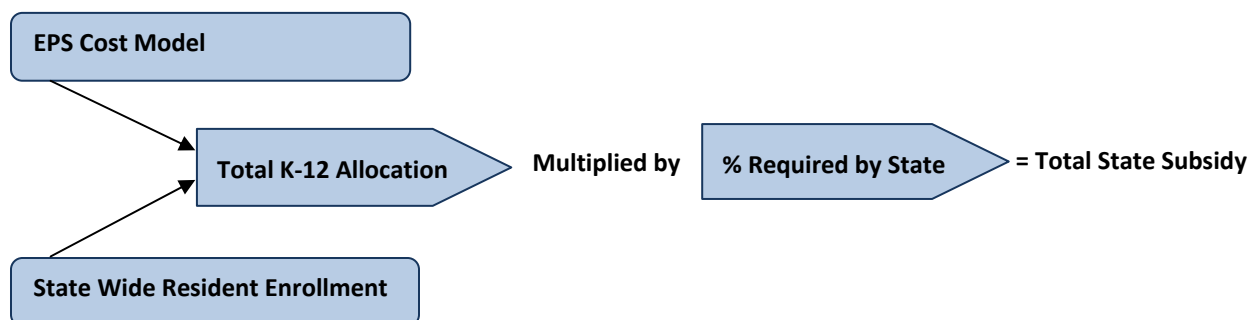 EPS Cost Model
Total K-12 Allocation
Multiplied by
% Required by State
= Total State Subsidy
State Wide Resident Enrollment